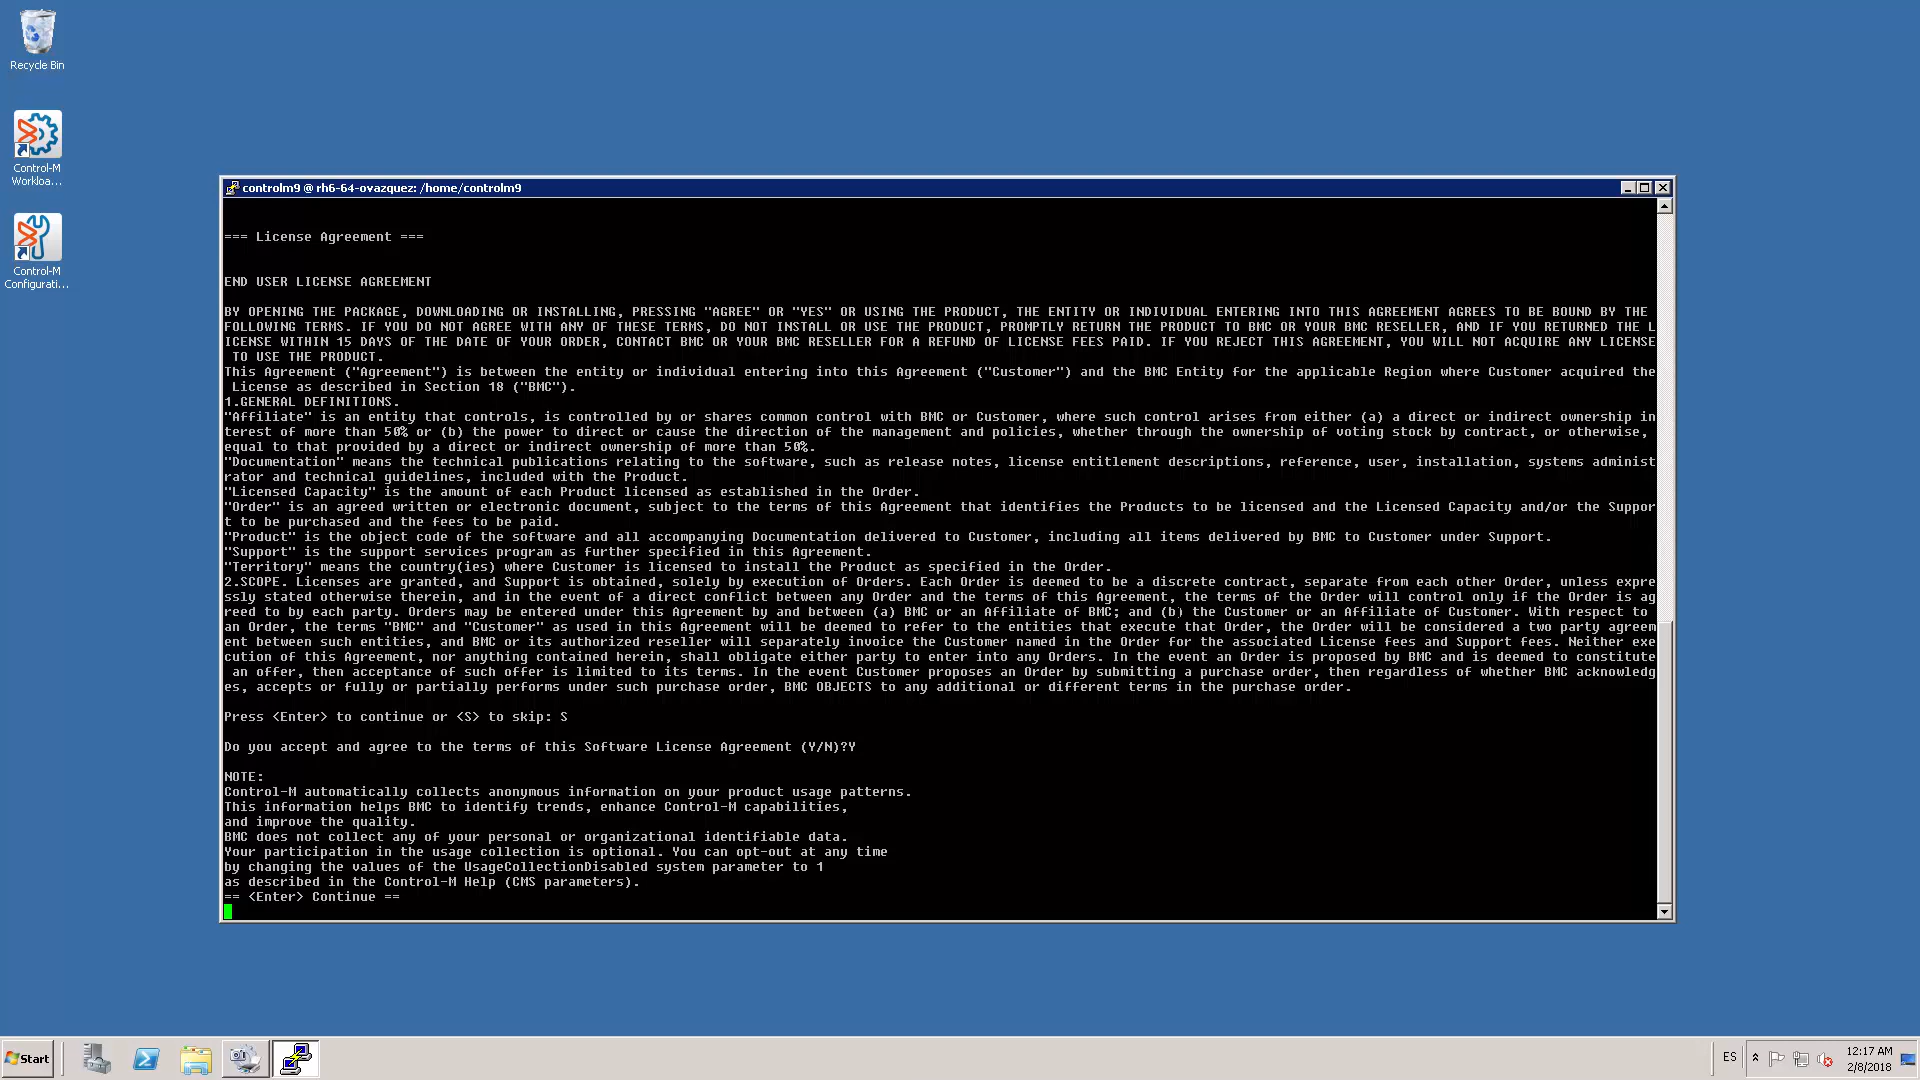 Recycle Bin
Control-M
Workloa...
Control-M
Configurati...
controlm9 @ rh6-64-ovazquez: /home/controlm9
=== License Agreement ===
END USER LICENSE AGREEMENT
BY OPENING THE PACKAGE, DOWNLOADING OR INSTALLING, PRESSING "AGREE" OR "YES" OR USING THE PRODUCT, THE ENTITY OR INDIVIDUAL ENTERING INTO THIS AGREEMENT AGREES TO BE BOUND BY THE
FOLLOWING TERMS. IF YOU DO NOT AGREE WITH ANY OF THESE TERMS, DO NOT INSTALL OR USE THE PRODUCT, PROMPTLY RETURN THE PRODUCT TO BMC OR YOUR BMC RESELLER, AND IF YOU RETURNED THE L
ICENSE WITHIN 15 DAYS OF THE DATE OF YOUR ORDER, CONTACT BMC OR YOUR BMC RESELLER FOR A REFUND OF LICENSE FEES PAID. IF YOU REJECT THIS AGREEMENT, YOU WILL NOT ACQUIRE ANY LICENSE
TO USE THE PRODUCT.
This Agreement ("Agreement") is between the entity or individual entering into this Agreement ("Customer") and the BMC Entity for the applicable Region where Customer acquired the
License as described in Section 18 ("BMC").
1.GENERAL DEFINITIONS.
"Affiliate" is an entity that controls, is controlled by or shares common control with BMC or Customer, where such control arises from either (a) a direct or indirect ownership in
terest of more than 50% or (b) the power to direct or cause the direction of the management and policies, whether through the ownership of voting stock by contract, or otherwise,
equal to that provided by a direct or indirect ownership of more than 50%.
"Documentation" means the technical publications relating to the software, such as release notes, license entitlement descriptions, reference, user, installation, systems administ
rator and technical guidelines, included with the Product.
"Licensed Capacity" is the amount of each Product licensed as established in the Order.
"Order" is an agreed written or electronic document, subject to the terms of this Agreement that identifies the Products to be licensed and the Licensed Capacity and/or the Suppor
t to be purchased and the fees to be paid.
"Product" is the object code of the software and all accompanying Documentation delivered to Customer, including all items delivered by BMC to Customer under Support.
"Support" is the support services program as further specified in this Agreement.
"Territory" means the country(ies) where Customer is licensed to install the Product as specified in the Order.
2.SCOPE. Licenses are granted, and Support is obtained, solely by execution of Orders. Each Order is deemed to be a discrete contract, separate from each other Order, unless expre
ssly stated otherwise therein, and in the event of a direct conflict between any Order and the terms of this Agreement, the terms of the Order will control only if the Order is ag
reed to by each party. Orders may be entered under this Agreement by and between (a) BMC or an Affiliate of BMC; and (b) the Customer or an Affiliate of Customer. With respect to
an Order, the terms "BMC" and "Customer" as used in this Agreement will be deemed to refer to the entities that execute that Order, the Order will be considered a two party agreem
ent between such entities, and BMC or its authorized reseller will separately invoice the Customer named in the Order for the associated License fees and Support fees. Neither exe
cution of this Agreement, nor anything contained herein, shall obligate either party to enter into any Orders. In the event an Order is proposed by BMC and is deemed to constitute
an offer, then acceptance of such offer is limited to its terms. In the event Customer proposes an Order by submitting a purchase order, then regardless of whether BMC acknowledg
es, accepts or fully or partially performs under such purchase order, BMC OBJECTS to any additional or different terms in the purchase order.
Press <Enter> to continue or <S> to skip: S
Do you accept and agree to the terms of this Software License Agreement (Y/N)?Y
NOTE:
Control-M automatically collects anonymous information on your product usage patterns.
This information helps BMC to identify trends, enhance Control-M capabilities,
and improve the quality.
BMC does not collect any of your personal or organizational identifiable data.
Your participation in the usage collection is optional. You can opt-out at any time
by changing the values of the UsageCollectionDisabled system parameter to 1
as described in the Control-M Help (CMS parameters).
== <Enter> Continue ==
Start
ES
12:17 AM
2/8/2018